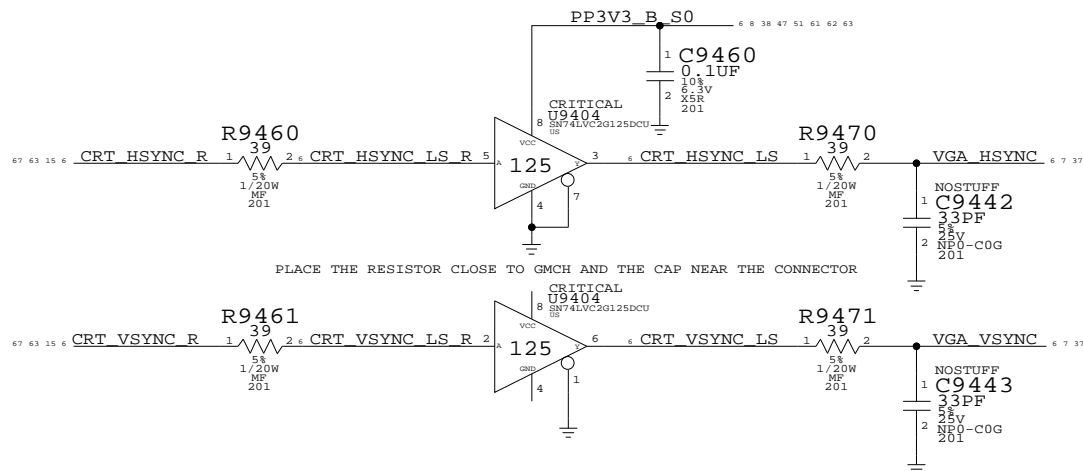 PP3V3_B_S0
6 8 38 47 51 61 62 63
1
C9460
0.1UF
10%
6.3V
X5R
201
2
CRITICAL
U9404
SN74LVC2G125DCU
US
8
VCC
R9460
39
67 63 15 6
CRT_HSYNC_R
1
2
6
CRT_HSYNC_LS_R
5
A
125
Y
3
6
CRT_HSYNC_LS
R9470
39
1
2
VGA_HSYNC
6 7 37
5%
1/20W
MF
201
GND
4
7
5%
1/20W
MF
201
NOSTUFF
1
C9442
33PF
5%
25V
NP0-C0G
201
2
PLACE THE RESISTOR CLOSE TO GMCH AND THE CAP NEAR THE CONNECTOR
CRITICAL
U9404
SN74LVC2G125DCU
US
8
VCC
R9461
39
67 63 15 6
CRT_VSYNC_R
1
2
6
CRT_VSYNC_LS_R
2
A
125
Y
6
6
CRT_VSYNC_LS
R9471
39
1
2
VGA_VSYNC
6 7 37
5%
1/20W
MF
201
GND
4
1
5%
1/20W
MF
201
NOSTUFF
1
C9443
33PF
5%
25V
NP0-C0G
201
2